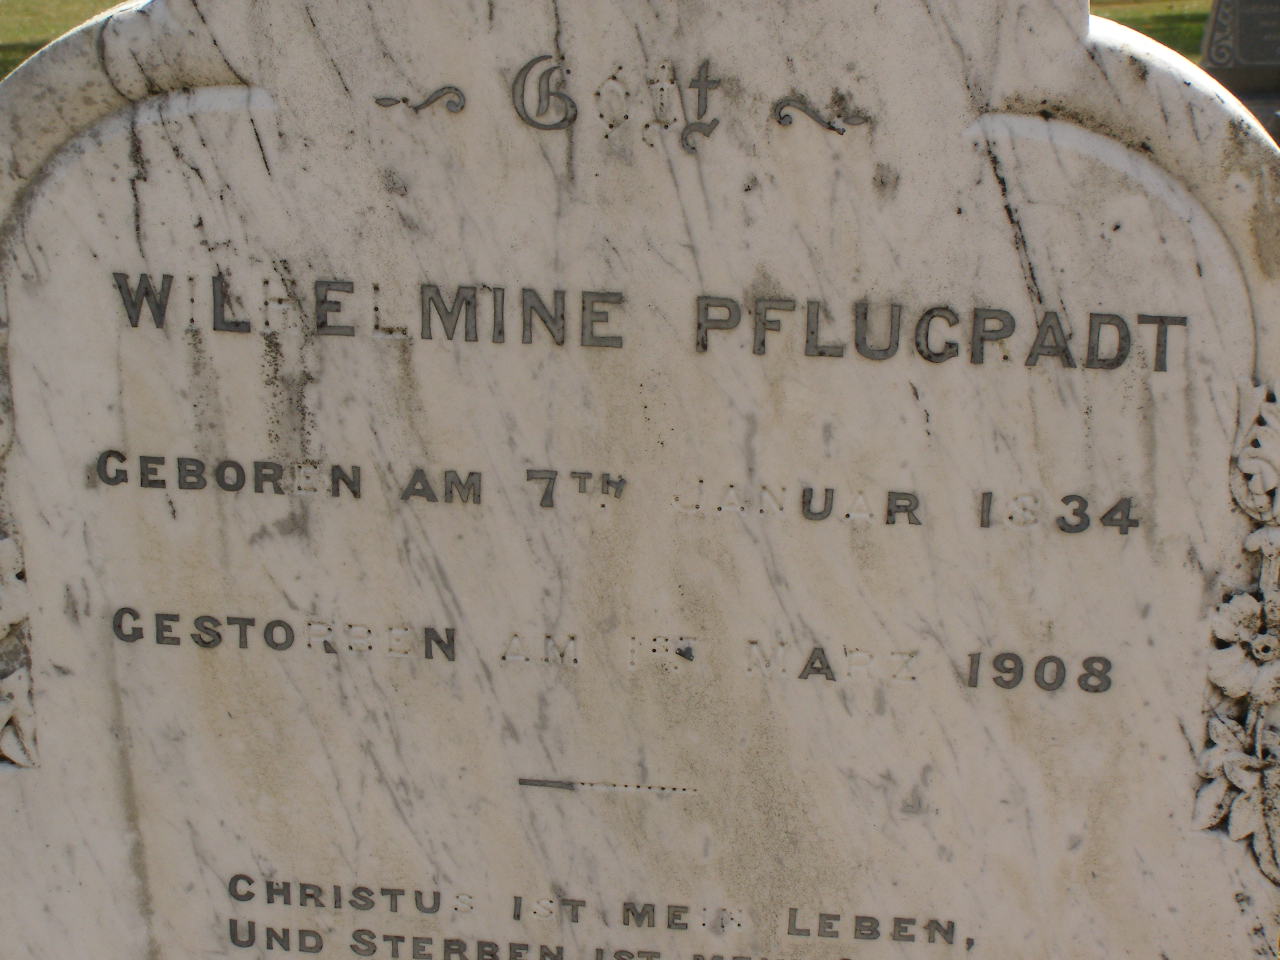 Gott
WILHELMINE PFLUGRADT
GEBOREN AM 7TH JANUAR 1834
GESTORBEN AM 1ST MARZ 1908
CHRISTUS IST MEIN LEBEN,
UND STERBEN IST MEIN